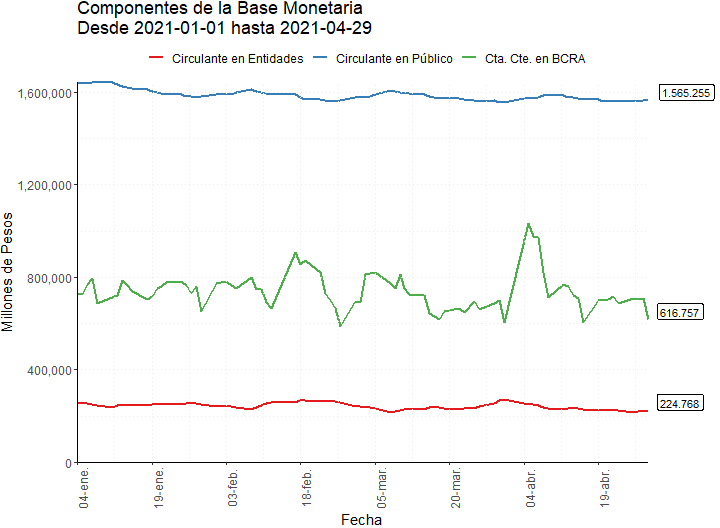 Componentes de la Base Monetaria
Desde 2021-01-01 hasta 2021-04-29
Circulante en Entidades Circulante en Público Cta. Cte. en BCRA
Millones de Pesos
1,600,000
1,200,000
800,000
400,000
0
1.565.255
616.757
224.768
04-ene.
19-ene.
03-feb.
18-feb.
05-mar.
20-mar.
04-abr.
19-abr.
Fecha